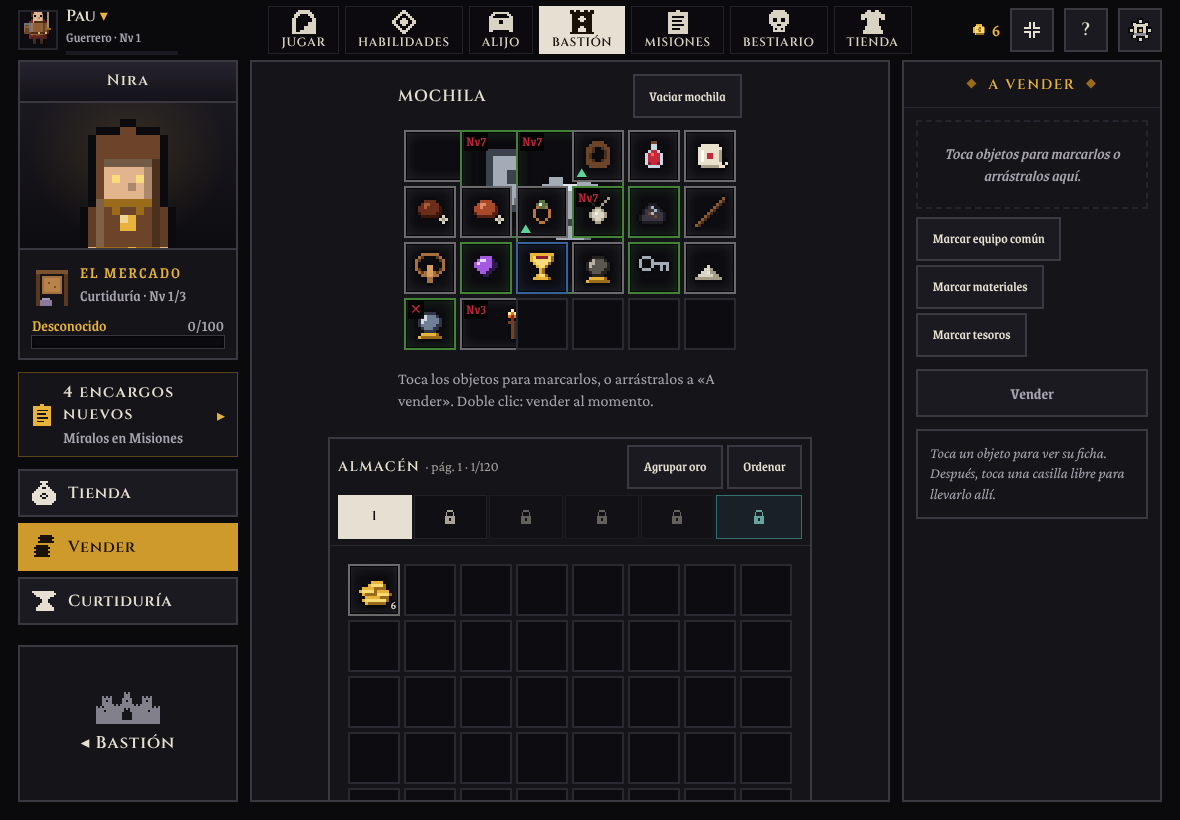 PAU ▾
Guerrero · Nv 1
JUGAR
HABILIDADES
ALIJO
BASTIÓN
MISIONES
BESTIARIO
TIENDA
6
?
NIRA
EL MERCADO
Curtiduría · Nv 1/3
Desconocido 0/100
4 ENCARGOS NUEVOS
Míralos en Misiones
TIENDA
VENDER
CURTIDURÍA
◂ BASTIÓN
MOCHILA
Vaciar mochila
Nv7
Nv7
Nv7
Nv3
Toca los objetos para marcarlos, o arrástralos a «A
vender». Doble clic: vender al momento.
ALMACÉN · pág. 1 · 1/120
Agrupar oro
Ordenar
1
6
A VENDER
Toca objetos para marcarlos o
arrástralos aquí.
Marcar equipo común
Marcar materiales
Marcar tesoros
Vender
Toca un objeto para ver su ficha.
Después, toca una casilla libre para
llevarlo allí.